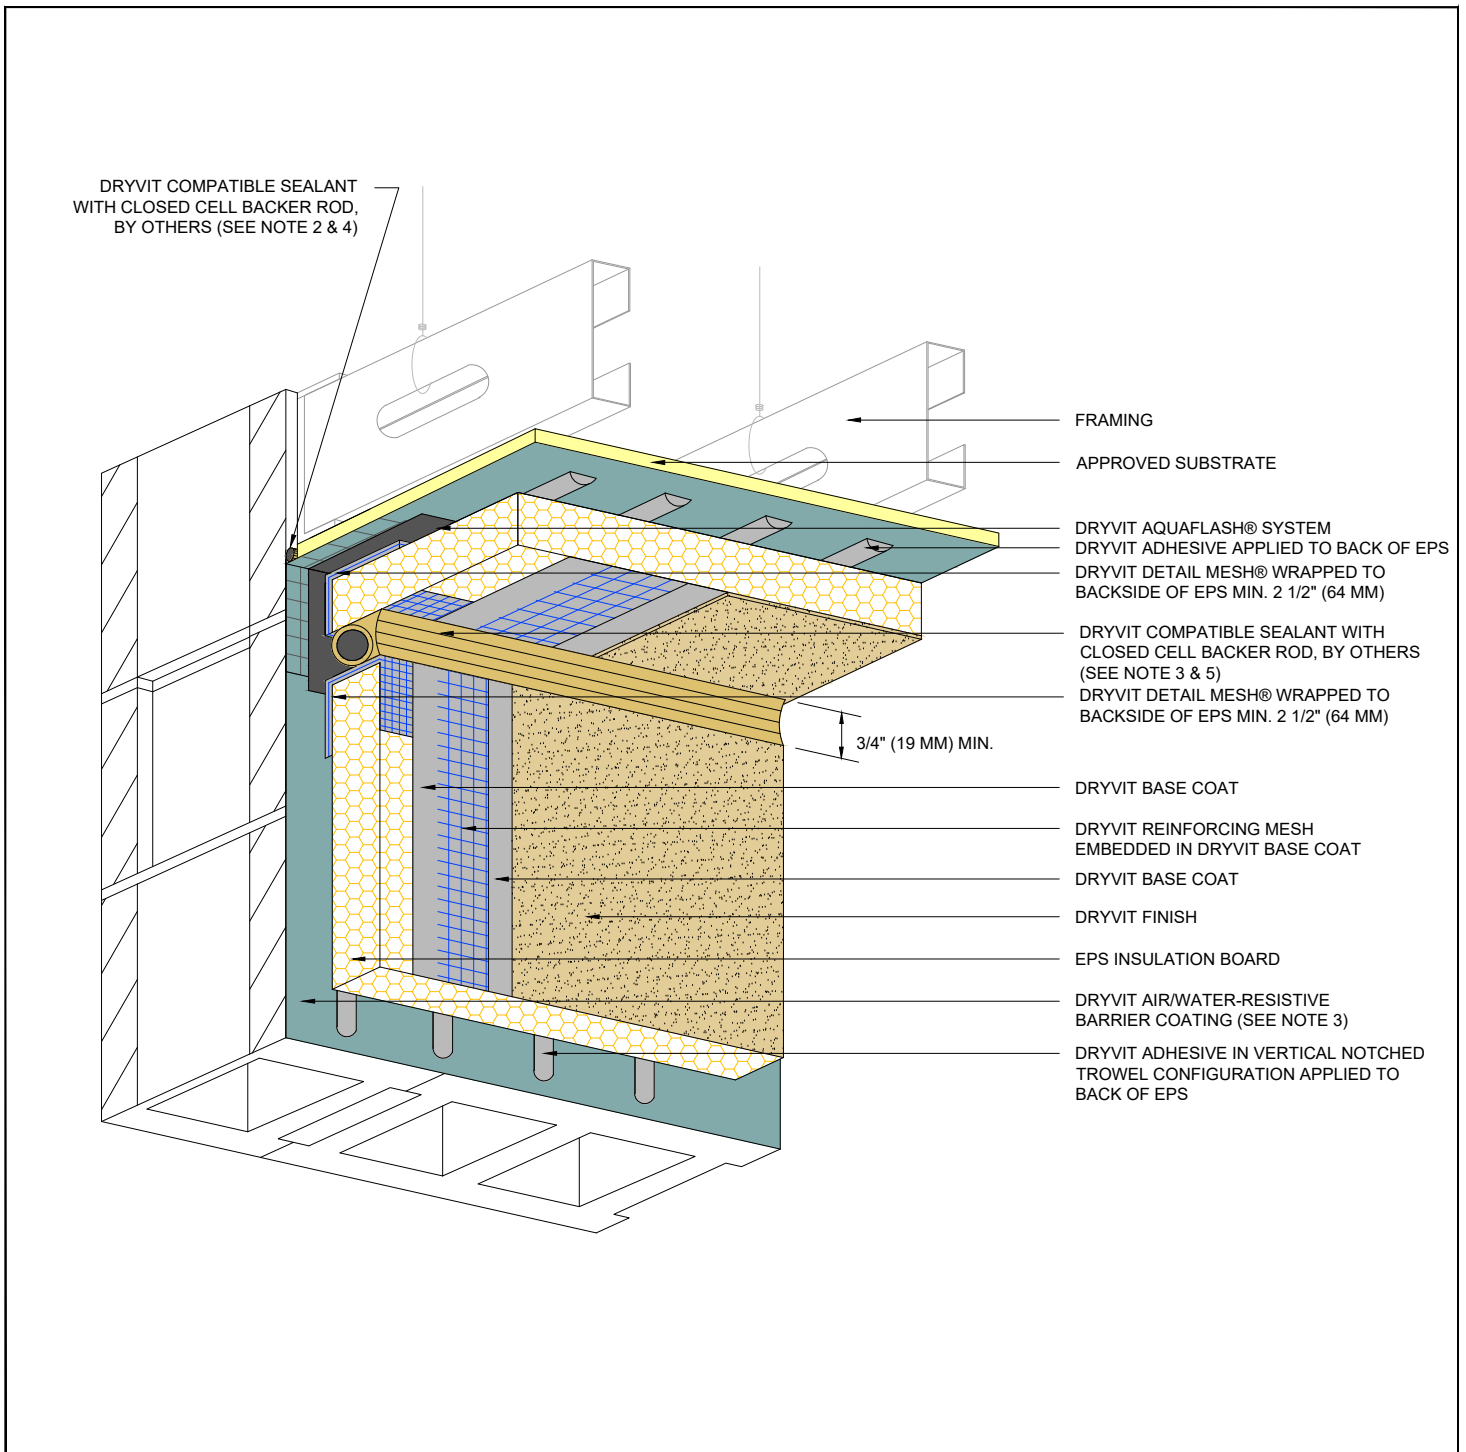 DRYVIT COMPATIBLE SEALANT
WITH CLOSED CELL BACKER ROD,
BY OTHERS (SEE NOTE 2 & 4)
FRAMING
APPROVED SUBSTRATE
DRYVIT AQUAFLASH® SYSTEM
DRYVIT ADHESIVE APPLIED TO BACK OF EPS
DRYVIT DETAIL MESH® WRAPPED TO
BACKSIDE OF EPS MIN. 2 1/2" (64 MM)
DRYVIT COMPATIBLE SEALANT WITH
CLOSED CELL BACKER ROD, BY OTHERS
(SEE NOTE 3 & 5)
DRYVIT DETAIL MESH® WRAPPED TO
BACKSIDE OF EPS MIN. 2 1/2" (64 MM)
3/4" (19 MM) MIN.
DRYVIT BASE COAT
DRYVIT REINFORCING MESH
EMBEDDED IN DRYVIT BASE COAT
DRYVIT BASE COAT
DRYVIT FINISH
EPS INSULATION BOARD
DRYVIT AIR/WATER-RESISTIVE
BARRIER COATING (SEE NOTE 3)
DRYVIT ADHESIVE IN VERTICAL NOTCHED
TROWEL CONFIGURATION APPLIED TO
BACK OF EPS